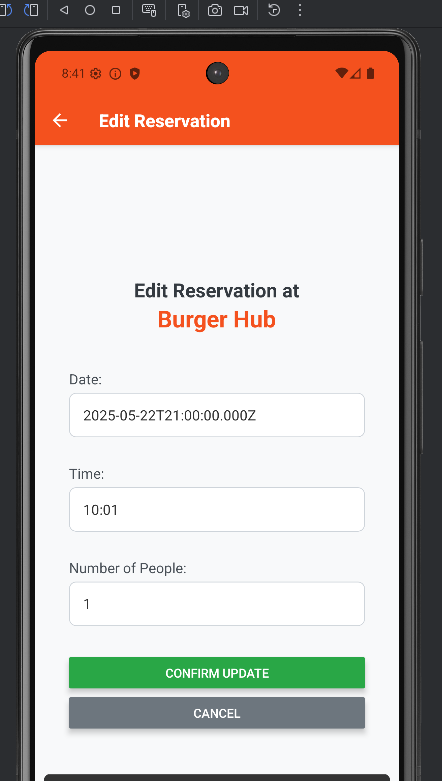 8:41
Edit Reservation
Edit Reservation at
Burger Hub
Date:
2025-05-22T21:00:00.000Z
Time:
10:01
Number of People:
1
CONFIRM UPDATE
CANCEL